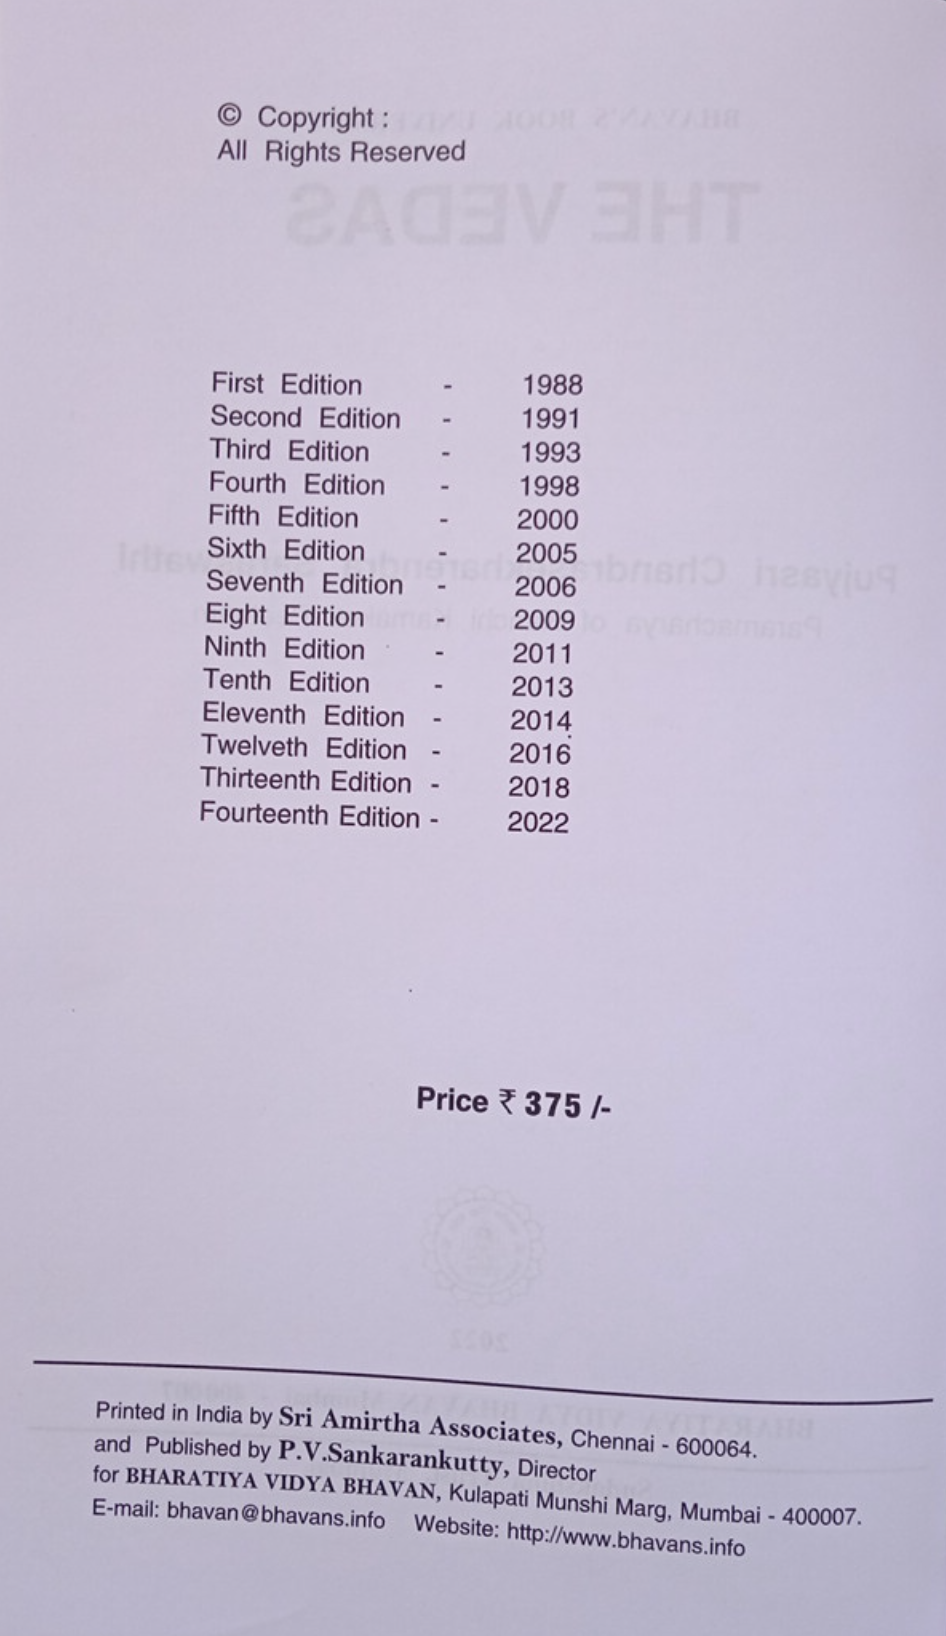 © Copyright :
All Rights Reserved
THE VEDAS
First Edition - 1988
Second Edition - 1991
Third Edition - 1993
Fourth Edition - 1998
Fifth Edition - 2000
Sixth Edition - 2005
Seventh Edition - 2006
Eight Edition - 2009
Ninth Edition - 2011
Tenth Edition - 2013
Eleventh Edition - 2014
Twelveth Edition - 2016
Thirteenth Edition - 2018
Fourteenth Edition - 2022
Price ₹ 375 /-
2022
Printed in India by Sri Amirtha Associates, Chennai - 600064.
and Published by P.V.Sankarankutty, Director
for BHARATIYA VIDYA BHAVAN, Kulapati Munshi Marg, Mumbai - 400007.
E-mail: bhavan@bhavans.info Website: http://www.bhavans.info